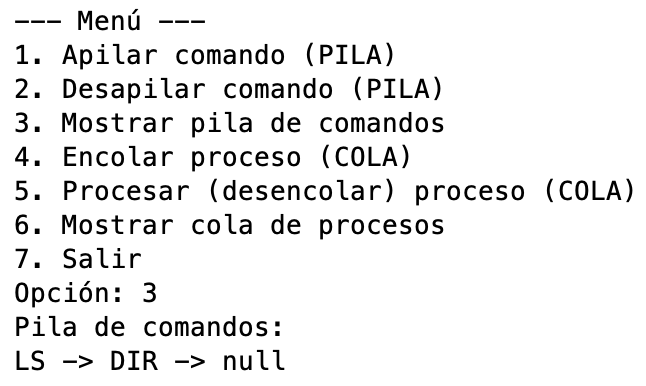 --- Menú ---
1. Apilar comando (PILA)
2. Desapilar comando (PILA)
3. Mostrar pila de comandos
4. Encolar proceso (COLA)
5. Procesar (desencolar) proceso (COLA)
6. Mostrar cola de procesos
7. Salir
Opción: 3
Pila de comandos:
LS -> DIR -> null